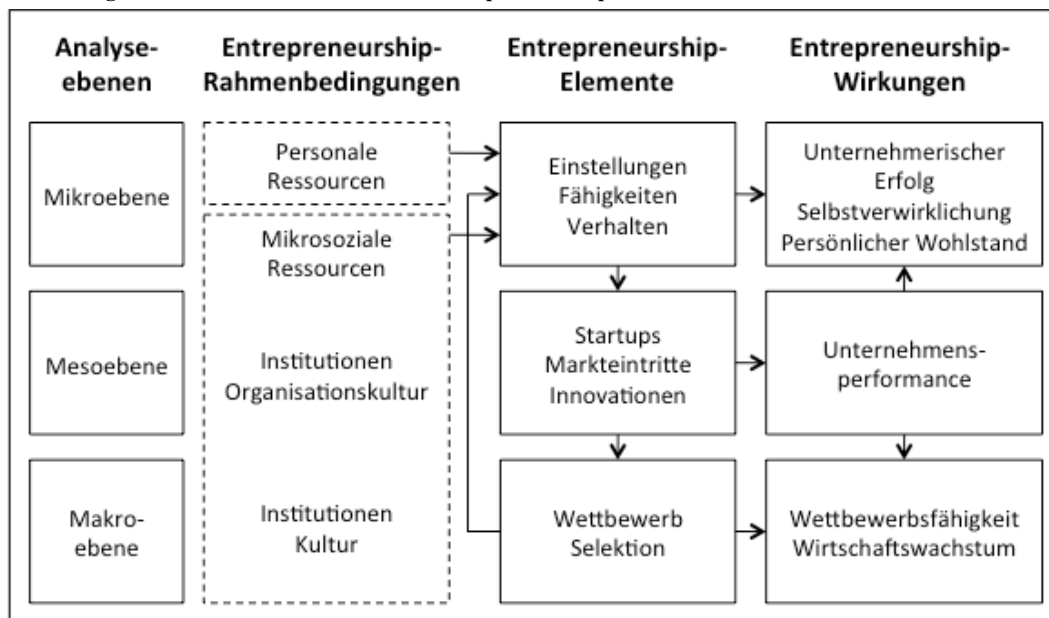 Analyse-
ebenen
Entrepreneurship-
Rahmenbedingungen
Entrepreneurship-
Elemente
Entrepreneurship-
Wirkungen
Mikroebene
Personale
Ressourcen
Mikrosoziale
Ressourcen
Einstellungen
Fähigkeiten
Verhalten
Unternehmerischer
Erfolg
Selbstverwirklichung
Persönlicher Wohlstand
Mesoebene
Institutionen
Organisationskultur
Startups
Markteintritte
Innovationen
Unternehmens-
performance
Makro-
ebene
Institutionen
Kultur
Wettbewerb
Selektion
Wettbewerbsfähigkeit
Wirtschaftswachstum